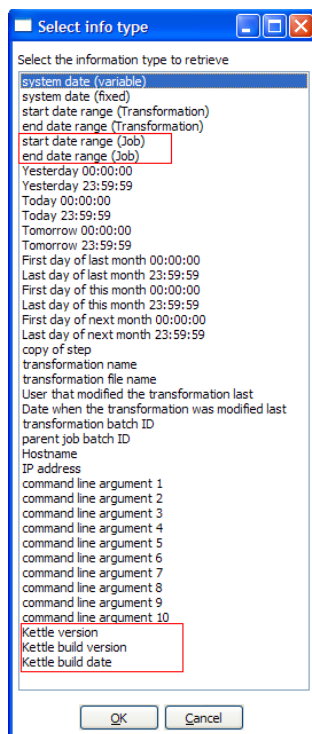 Select info type
Select the information type to retrieve
system date (variable)
system date (fixed)
start date range (Transformation)
end date range (Transformation)
start date range (Job)
end date range (Job)
Yesterday 00:00:00
Yesterday 23:59:59
Today 00:00:00
Today 23:59:59
Tomorrow 00:00:00
Tomorrow 23:59:59
First day of last month 00:00:00
Last day of last month 23:59:59
First day of this month 00:00:00
Last day of this month 23:59:59
First day of next month 00:00:00
Last day of next month 23:59:59
copy of step
transformation name
transformation file name
User that modified the transformation last
Date when the transformation was modified last
transformation batch ID
parent job batch ID
Hostname
IP address
command line argument 1
command line argument 2
command line argument 3
command line argument 4
command line argument 5
command line argument 6
command line argument 7
command line argument 8
command line argument 9
command line argument 10
Kettle version
Kettle build version
Kettle build date
OK Cancel